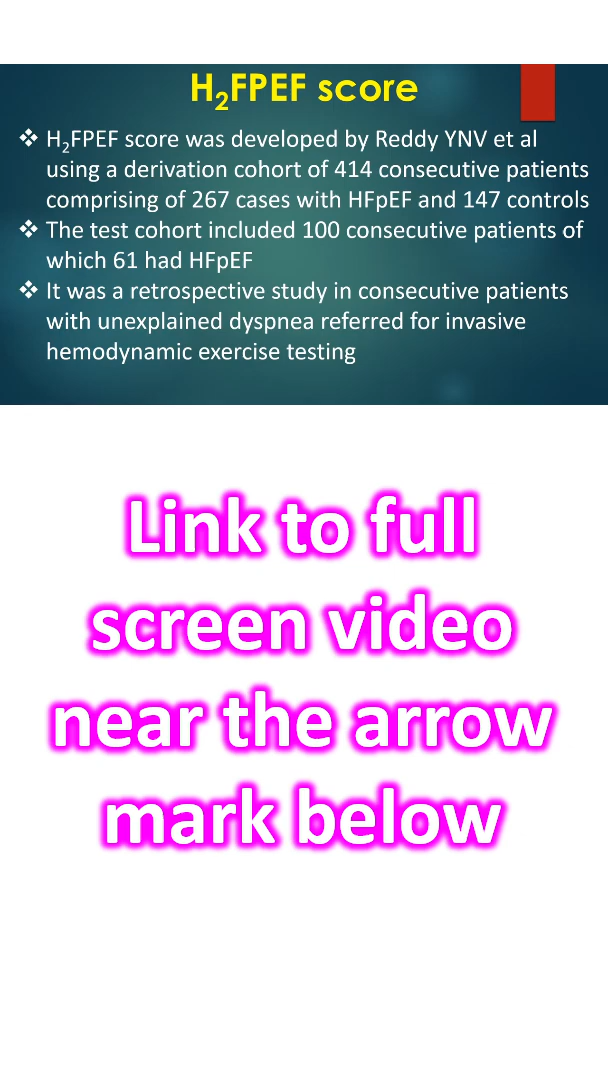 H₂FPEF score
❖ H₂FPEF score was developed by Reddy YNV et al
using a derivation cohort of 414 consecutive patients
comprising of 267 cases with HFpEF and 147 controls
❖ The test cohort included 100 consecutive patients of
which 61 had HFpEF
❖ It was a retrospective study in consecutive patients
with unexplained dyspnea referred for invasive
hemodynamic exercise testing
Link to full
screen video
near the arrow
mark below